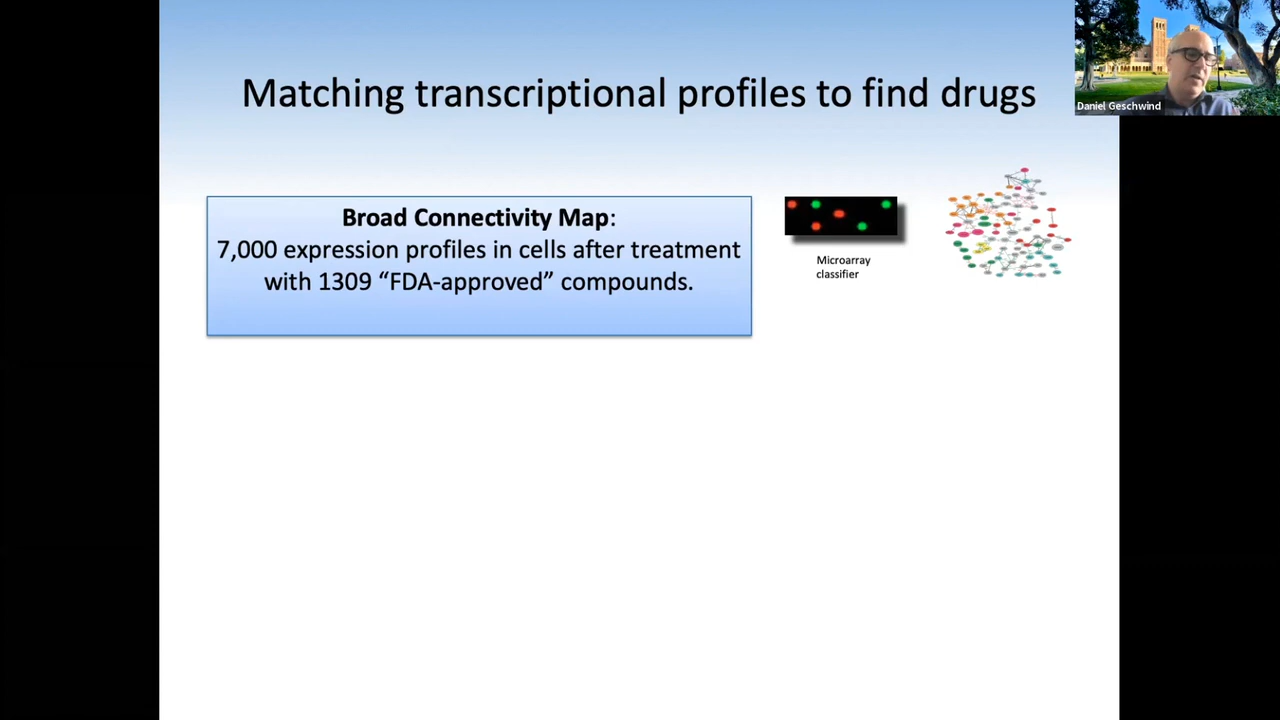 Matching transcriptional profiles to find drugs
Daniel Geschwind
Broad Connectivity Map:
7,000 expression profiles in cells after treatment
with 1309 “FDA-approved” compounds.
Microarray
classifier